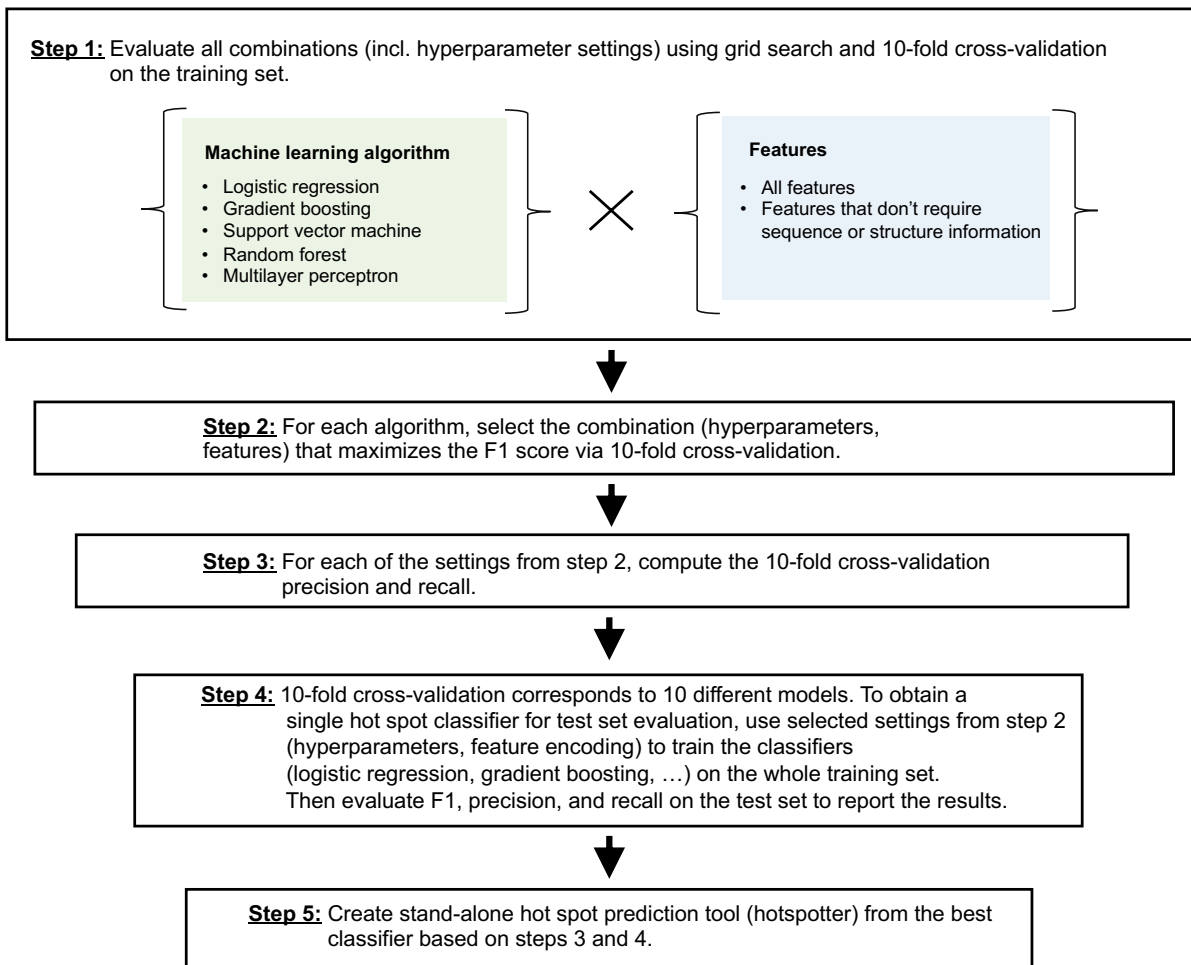 Step 1: Evaluate all combinations (incl. hyperparameter settings) using grid search and 10-fold cross-validation
on the training set.
Machine learning algorithm
• Logistic regression
• Gradient boosting
• Support vector machine
• Random forest
• Multilayer perceptron
Features
• All features
• Features that don't require
sequence or structure information
Step 2: For each algorithm, select the combination (hyperparameters,
features) that maximizes the F1 score via 10-fold cross-validation.
Step 3: For each of the settings from step 2, compute the 10-fold cross-validation
precision and recall.
Step 4: 10-fold cross-validation corresponds to 10 different models. To obtain a
single hot spot classifier for test set evaluation, use selected settings from step 2
(hyperparameters, feature encoding) to train the classifiers
(logistic regression, gradient boosting, …) on the whole training set.
Then evaluate F1, precision, and recall on the test set to report the results.
Step 5: Create stand-alone hot spot prediction tool (hotspotter) from the best
classifier based on steps 3 and 4.